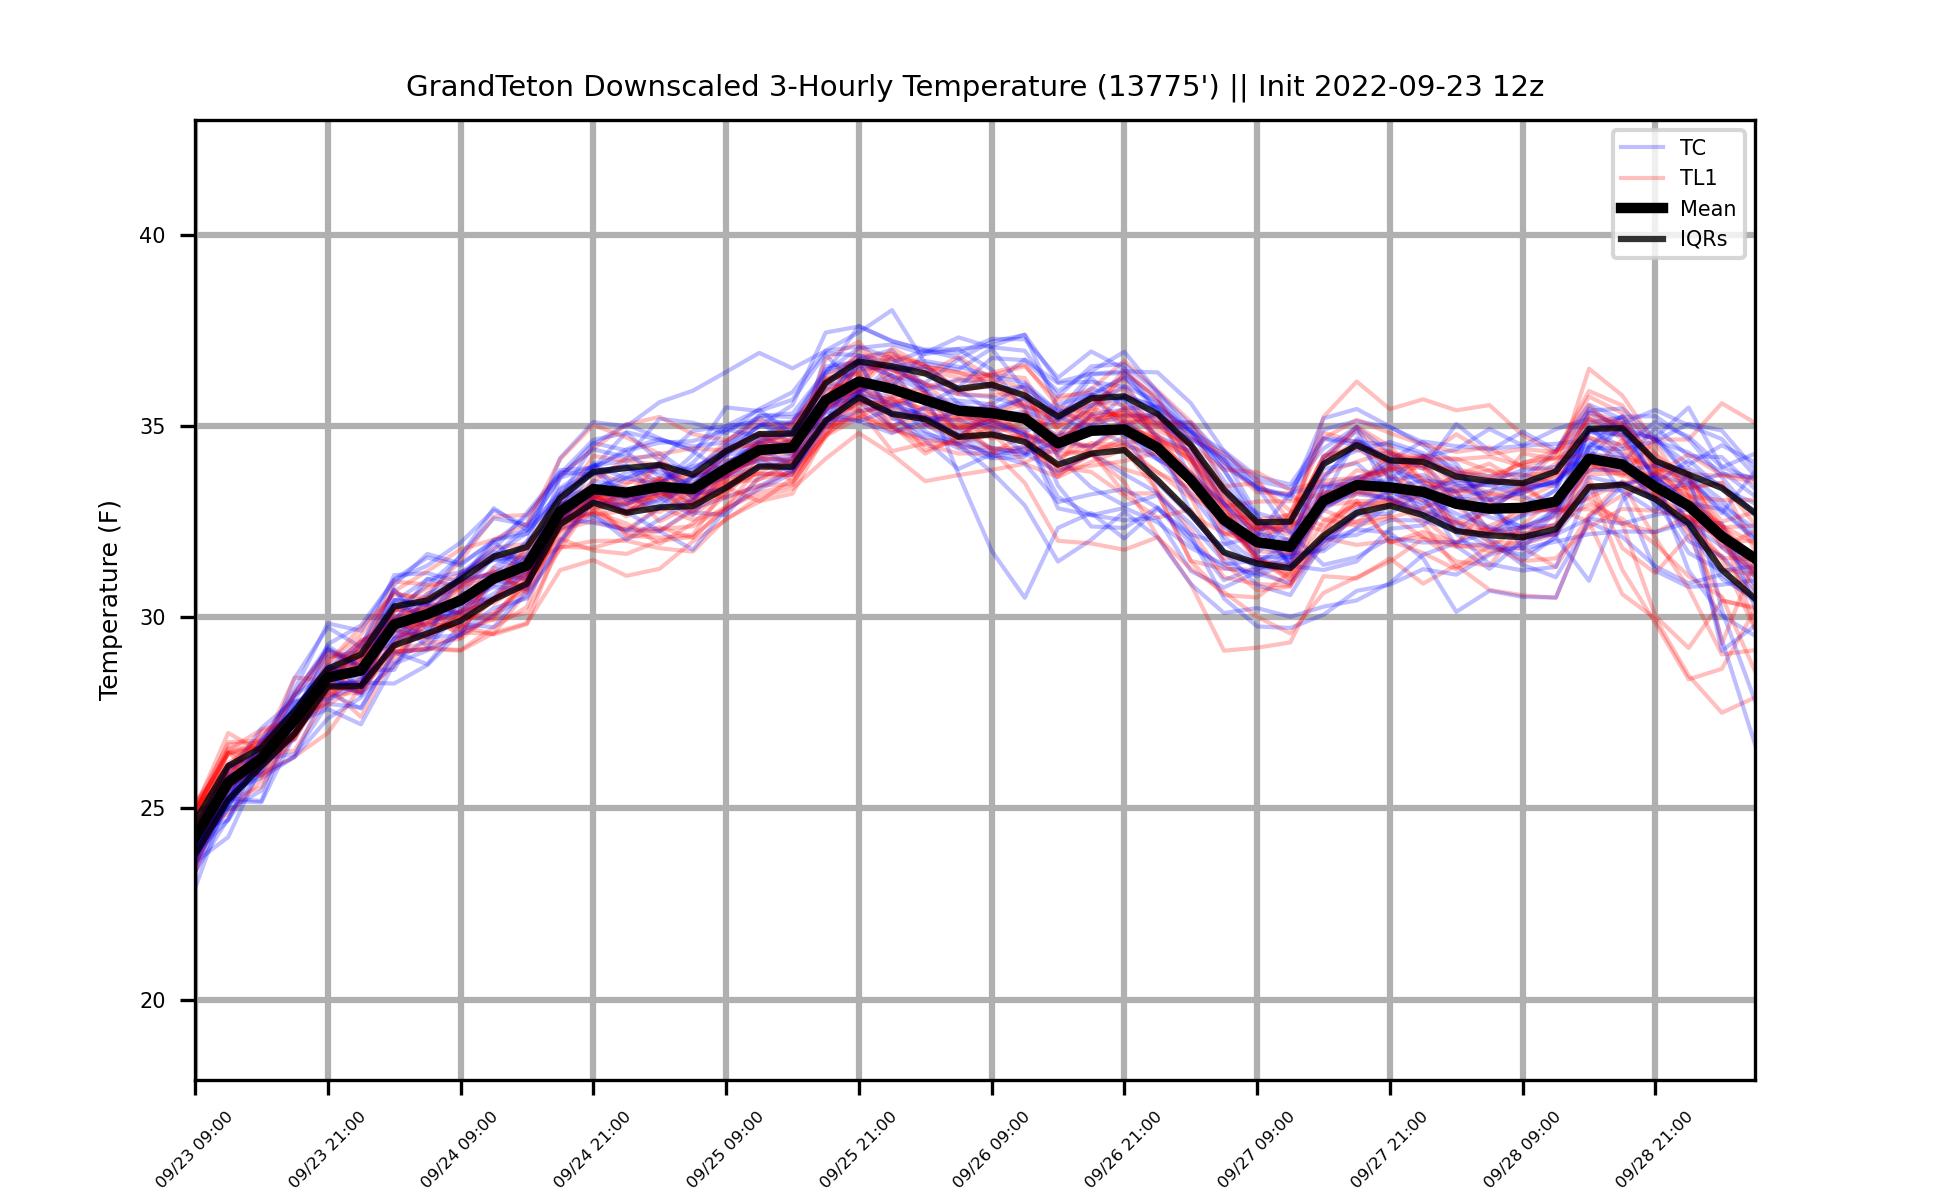 GrandTeton Downscaled 3-Hourly Temperature (13775') || Init 2022-09-23 12z
TC
TL1
Mean
IQRs
Temperature (F)
40
35
30
25
20
09/23 09:00
09/23 21:00
09/24 09:00
09/24 21:00
09/25 09:00
09/25 21:00
09/26 09:00
09/26 21:00
09/27 09:00
09/27 21:00
09/28 09:00
09/28 21:00